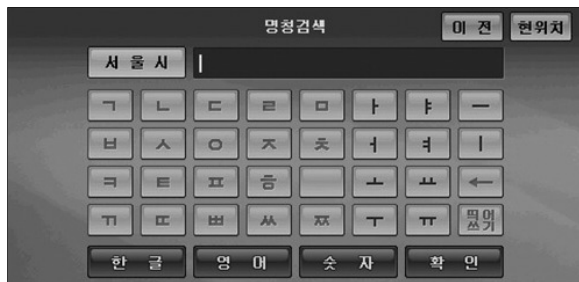 명칭검색 이 전 현위치
서 울 시
ㄱ ㄴ ㄷ ㄹ ㅁ ㅏ ㅑ ㅡ
ㅂ ㅅ ㅇ ㅈ ㅊ ㅓ ㅕ ㅣ
ㅋ ㅌ ㅍ ㅎ ㅗ ㅛ ←
ㄲ ㄸ ㅃ ㅆ ㅉ ㅜ ㅠ 띄어쓰기
한 글 영 어 숫 자 확 인